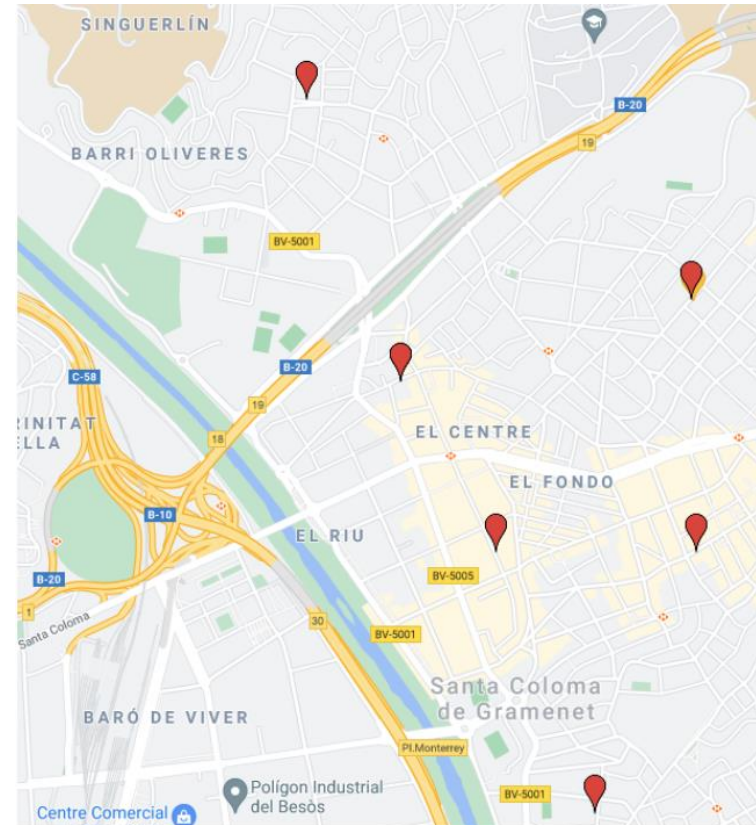 SINGUERLÍN
B-20
19
BARRI OLIVERES
BV-5001
B-20
C-58
19
RINITAT
ELLA
18
EL CENTRE
EL FONDO
B-10
EL RIU
B-20
BV-5005
1
30
BV-5001
Santa Coloma
Santa Coloma
de Gramenet
BARÓ DE VIVER
Pl.Monterrey
Polígon Industrial
del Besòs
BV-5001
Centre Comercial